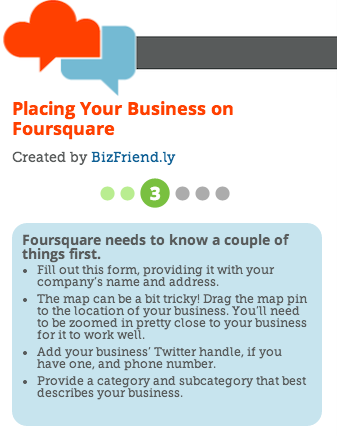 Placing Your Business on
Foursquare
Created by BizFriend.ly
3
Foursquare needs to know a couple of
things first.
• Fill out this form, providing it with your
company's name and address.
• The map can be a bit tricky! Drag the map pin
to the location of your business. You’ll need
to be zoomed in pretty close to your business
for it to work well.
• Add your business’ Twitter handle, if you
have one, and phone number.
• Provide a category and subcategory that best
describes your business.